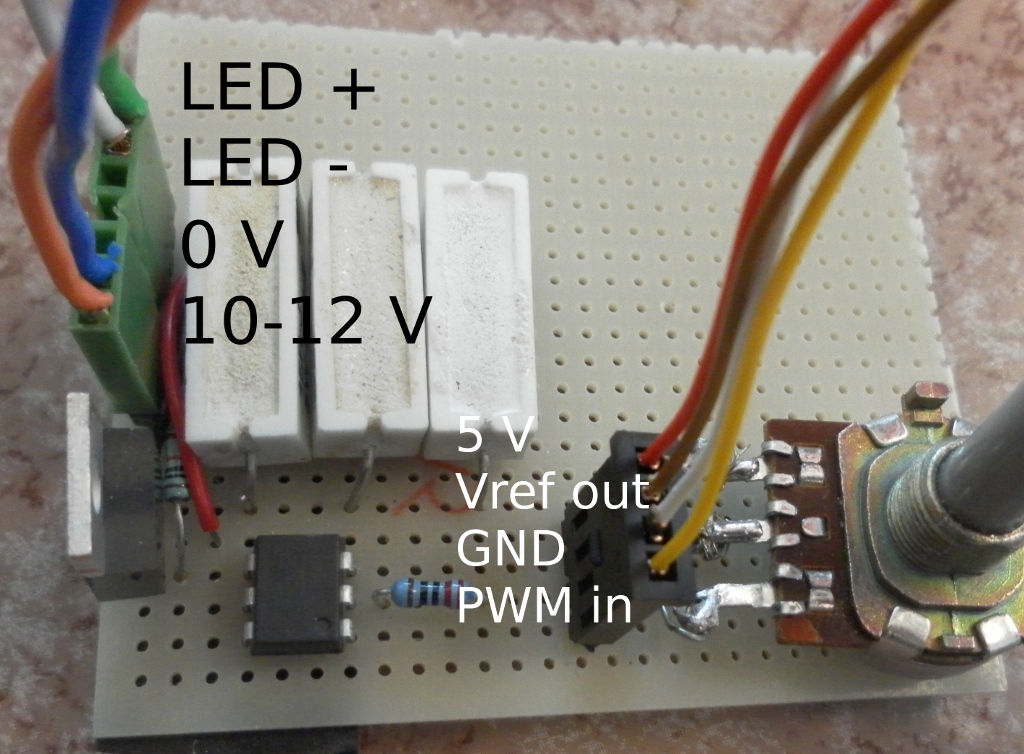 LED +
LED -
0 V
10-12 V
5 V
Vref out
GND
PWM in